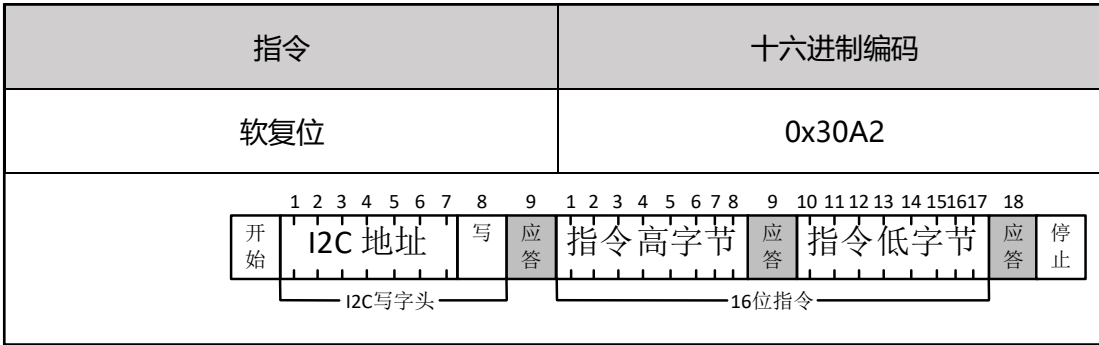 指令 十六进制编码
软复位 0x30A2
1 2 3 4 5 6 7 8 9 1 2 3 4 5 6 7 8 9 10 11 12 13 14 15 16 17 18
开始 I2C 地址 写 应答 指令高字节 应答 指令低字节 应答 停止
I2C写字头 16位指令